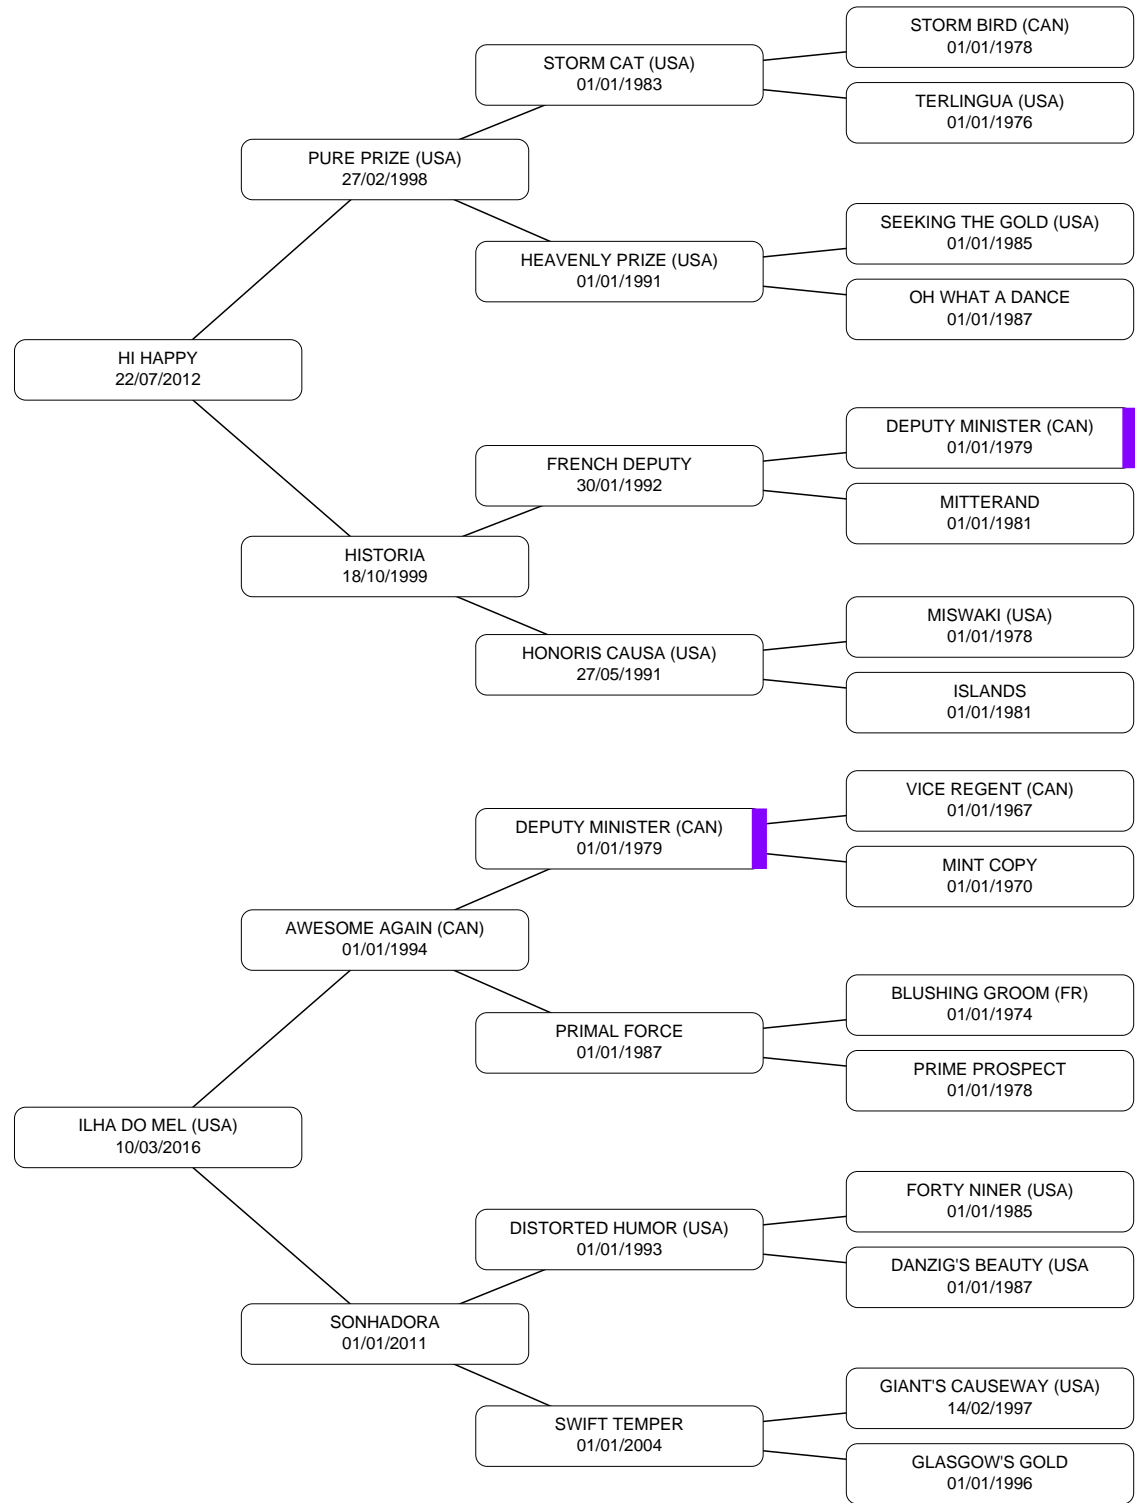 STORM BIRD (CAN)
01/01/1978
STORM CAT (USA)
01/01/1983
TERLINGUA (USA)
01/01/1976
PURE PRIZE (USA)
27/02/1998
SEEKING THE GOLD (USA)
01/01/1985
HEAVENLY PRIZE (USA)
01/01/1991
OH WHAT A DANCE
01/01/1987
HI HAPPY
22/07/2012
DEPUTY MINISTER (CAN)
01/01/1979
FRENCH DEPUTY
30/01/1992
MITTERAND
01/01/1981
HISTORIA
18/10/1999
MISWAKI (USA)
01/01/1978
HONORIS CAUSA (USA)
27/05/1991
ISLANDS
01/01/1981
VICE REGENT (CAN)
01/01/1967
DEPUTY MINISTER (CAN)
01/01/1979
MINT COPY
01/01/1970
AWESOME AGAIN (CAN)
01/01/1994
BLUSHING GROOM (FR)
01/01/1974
PRIMAL FORCE
01/01/1987
PRIME PROSPECT
01/01/1978
ILHA DO MEL (USA)
10/03/2016
FORTY NINER (USA)
01/01/1985
DISTORTED HUMOR (USA)
01/01/1993
DANZIG'S BEAUTY (USA
01/01/1987
SONHADORA
01/01/2011
GIANT'S CAUSEWAY (USA)
14/02/1997
SWIFT TEMPER
01/01/2004
GLASGOW'S GOLD
01/01/1996